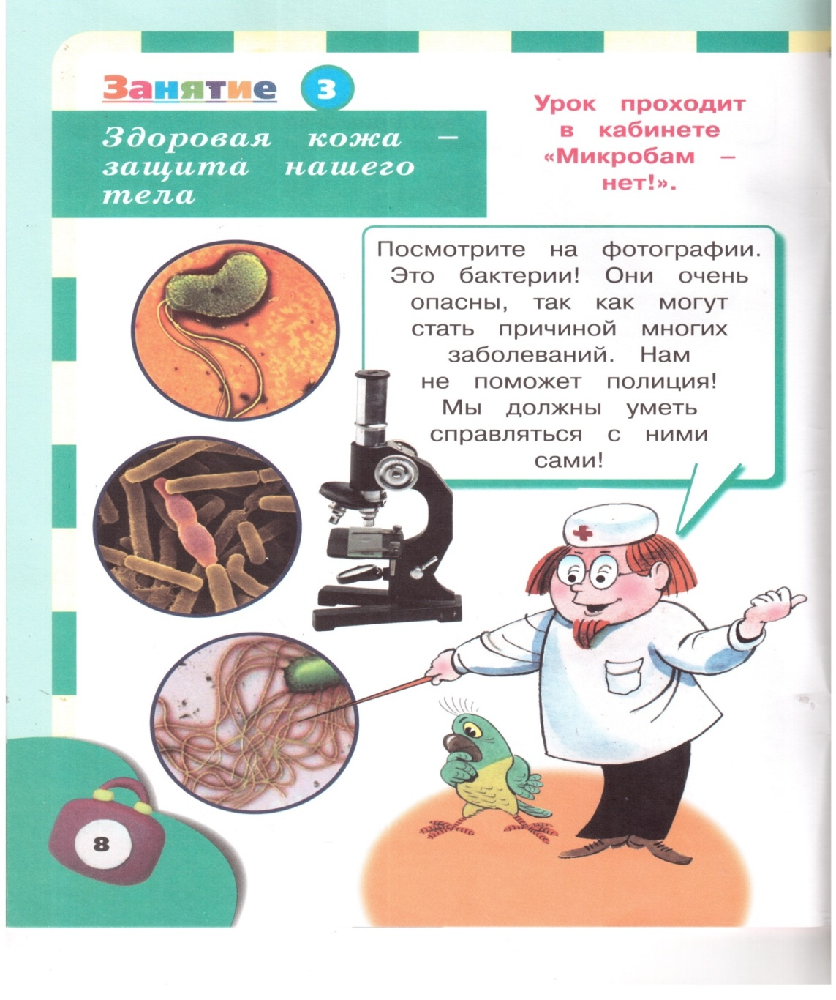 Занятие 3
Здоровая кожа –
защита нашего
тела
Урок проходит
в кабинете
«Микробам –
нет!».
Посмотрите на фотографии.
Это бактерии! Они очень
опасны, так как могут
стать причиной многих
заболеваний. Нам
не поможет полиция!
Мы должны уметь
справляться с ними
сами!
8